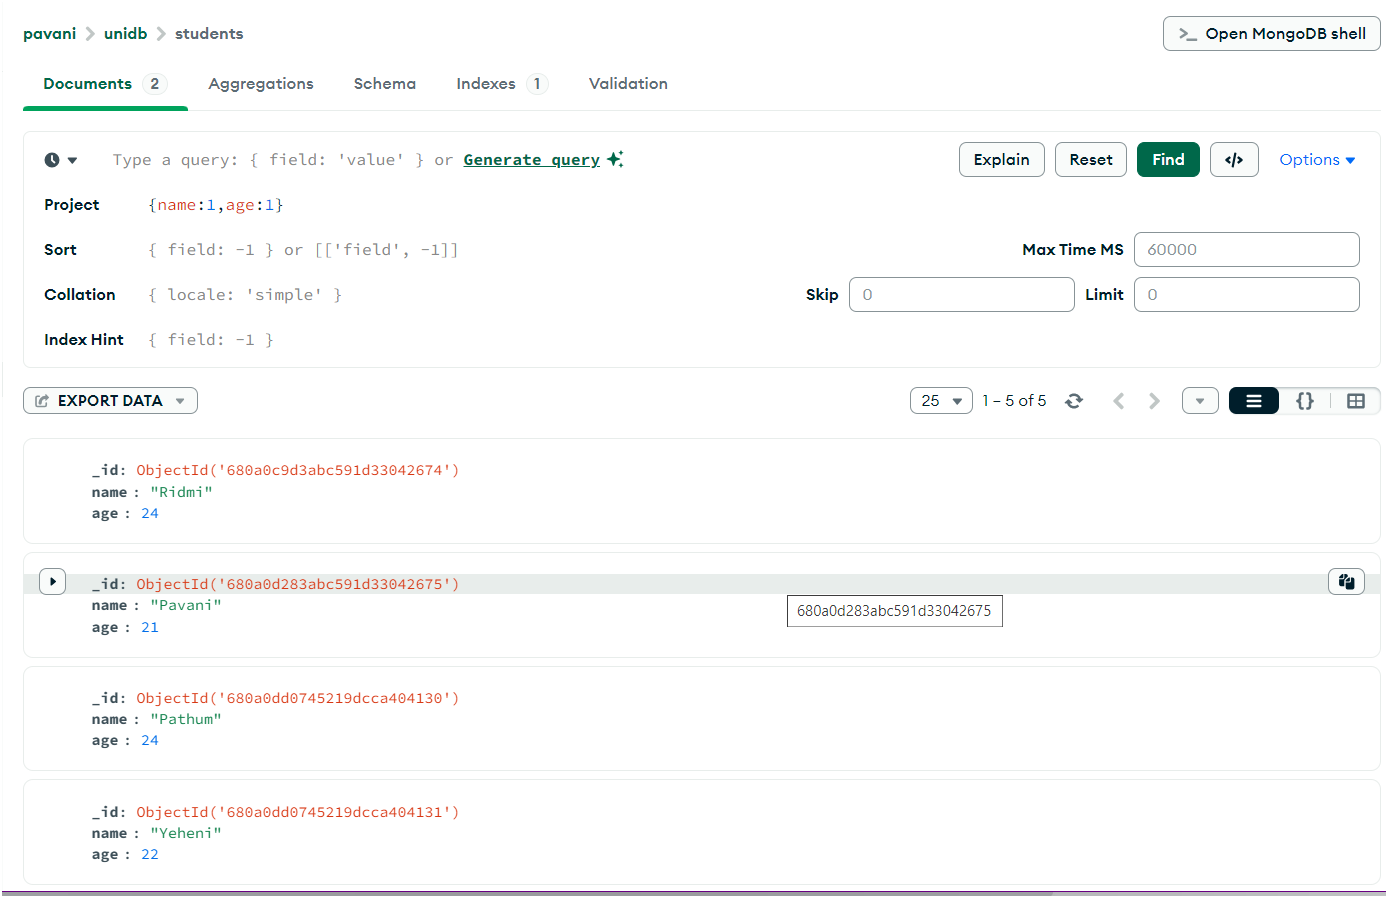 pavani > unidb > students
>_ Open MongoDB shell
Documents 2 Aggregations Schema Indexes 1 Validation
Type a query: { field: 'value' } or Generate query
Explain Reset Find </> Options
Project {name:1,age:1}
Sort { field: -1 } or [['field', -1]]
Max Time MS 60000
Collation { locale: 'simple' }
Skip 0 Limit 0
Index Hint { field: -1 }
EXPORT DATA
25 1 – 5 of 5 {}
_id: ObjectId('680a0c9d3abc591d33042674')
name : "Ridmi"
age : 24
_id: ObjectId('680a0d283abc591d33042675')
name : "Pavani"
680a0d283abc591d33042675
age : 21
_id: ObjectId('680a0dd0745219dcca404130')
name : "Pathum"
age : 24
_id: ObjectId('680a0dd0745219dcca404131')
name : "Yeheni"
age : 22